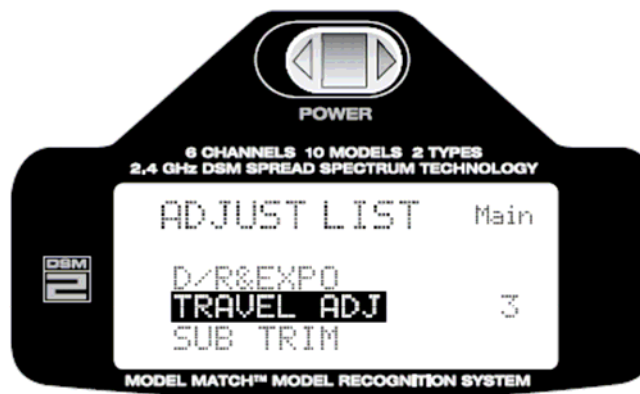 POWER
6 CHANNELS 10 MODELS 2 TYPES
2.4 GHz DSM SPREAD SPECTRUM TECHNOLOGY
ADJUST LIST Main
D/R&EXPO
TRAVEL ADJ 3
SUB TRIM
DSM
2
MODEL MATCH™ MODEL RECOGNITION SYSTEM